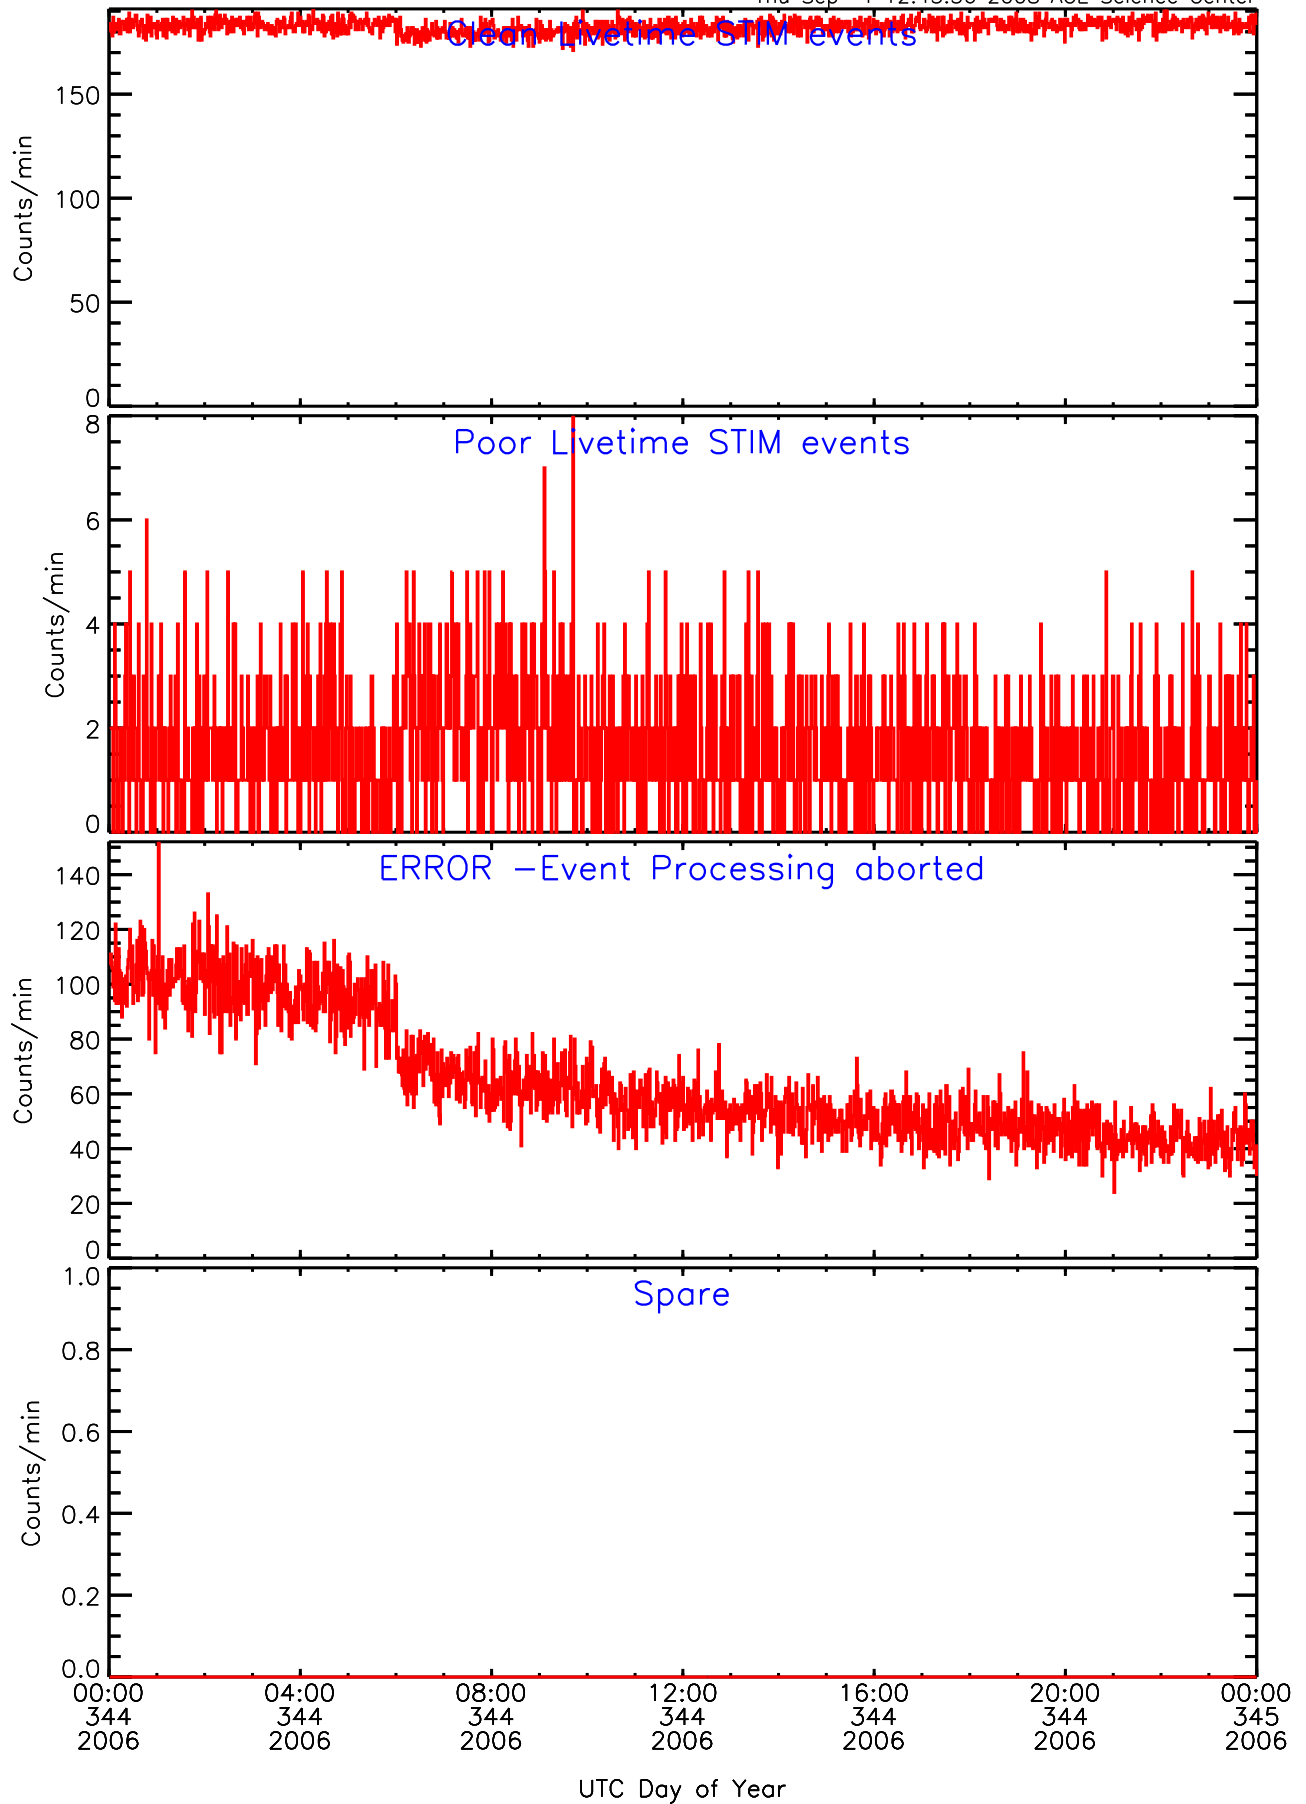 Clean Livetime STIM events
150
100
50
0
Counts/min
Poor Livetime STIM events
8
6
4
2
0
Counts/min
ERROR -Event Processing aborted
140
120
100
80
60
40
20
0
Counts/min
Spare
1.0
0.8
0.6
0.4
0.2
0.0
Counts/min
00:00 04:00 08:00 12:00 16:00 20:00 00:00
344 344 344 344 344 344 345
2006 2006 2006 2006 2006 2006 2006
UTC Day of Year